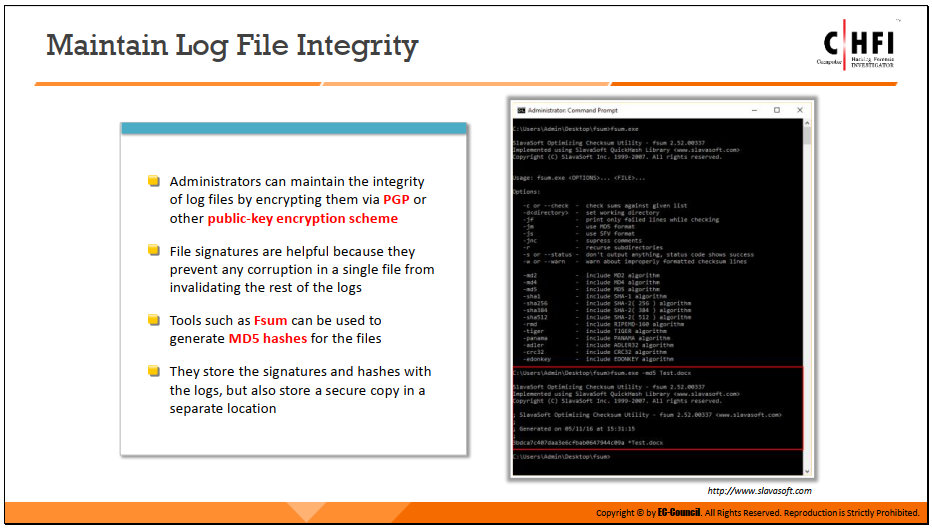 Maintain Log File Integrity
CHFI
Computer Hacking Forensic
INVESTIGATOR
Administrators can maintain the integrity
of log files by encrypting them via PGP or
other public-key encryption scheme
File signatures are helpful because they
prevent any corruption in a single file from
invalidating the rest of the logs
Tools such as Fsum can be used to
generate MD5 hashes for the files
They store the signatures and hashes with
the logs, but also store a secure copy in a
separate location
Administrator: Command Prompt
C:\Users\Admin\Desktop\fsum>fsum.exe
SlavaSoft Optimizing Checksum Utility - fsum 2.52.00337
Implemented using SlavaSoft QuickHash Library <www.slavasoft.com>
Copyright (C) SlavaSoft Inc. 1999-2007. All rights reserved.
Usage: fsum.exe <OPTIONS>... <FILE>...
Options:
-c or --check - check sums against given list
-d<directory> - set working directory
-jf - print only failed lines while checking
-jm - use MD5 format
-js - use SFV format
-jnc - supress comments
-r - recurse subdirectories
-s or --status - don't output anything, status code shows success
-w or --warn - warn about improperly formatted checksum lines
-md2 - include MD2 algorithm
-md4 - include MD4 algorithm
-md5 - include MD5 algorithm
-sha1 - include SHA-1 algorithm
-sha256 - include SHA-2( 256 ) algorithm
-sha384 - include SHA-2( 384 ) algorithm
-sha512 - include SHA-2( 512 ) algorithm
-rmd - include RIPEMD-160 algorithm
-tiger - include TIGER algorithm
-panama - include PANAMA algorithm
-adler - include ADLER32 algorithm
-crc32 - include CRC32 algorithm
-edonkey - include EDONKEY algorithm
C:\Users\Admin\Desktop\fsum>fsum.exe -md5 Test.docx
SlavaSoft Optimizing Checksum Utility - fsum 2.52.00337
Implemented using SlavaSoft QuickHash Library <www.slavasoft.com>
Copyright (C) SlavaSoft Inc. 1999-2007. All rights reserved.
; SlavaSoft Optimizing Checksum Utility - fsum 2.52.00337 <www.slavasoft.com>
;
; Generated on 05/11/16 at 15:31:15
;
*Test.docx
C:\Users\Admin\Desktop\fsum>
http://www.slavasoft.com
Copyright © by EC-Council. All Rights Reserved. Reproduction is Strictly Prohibited.